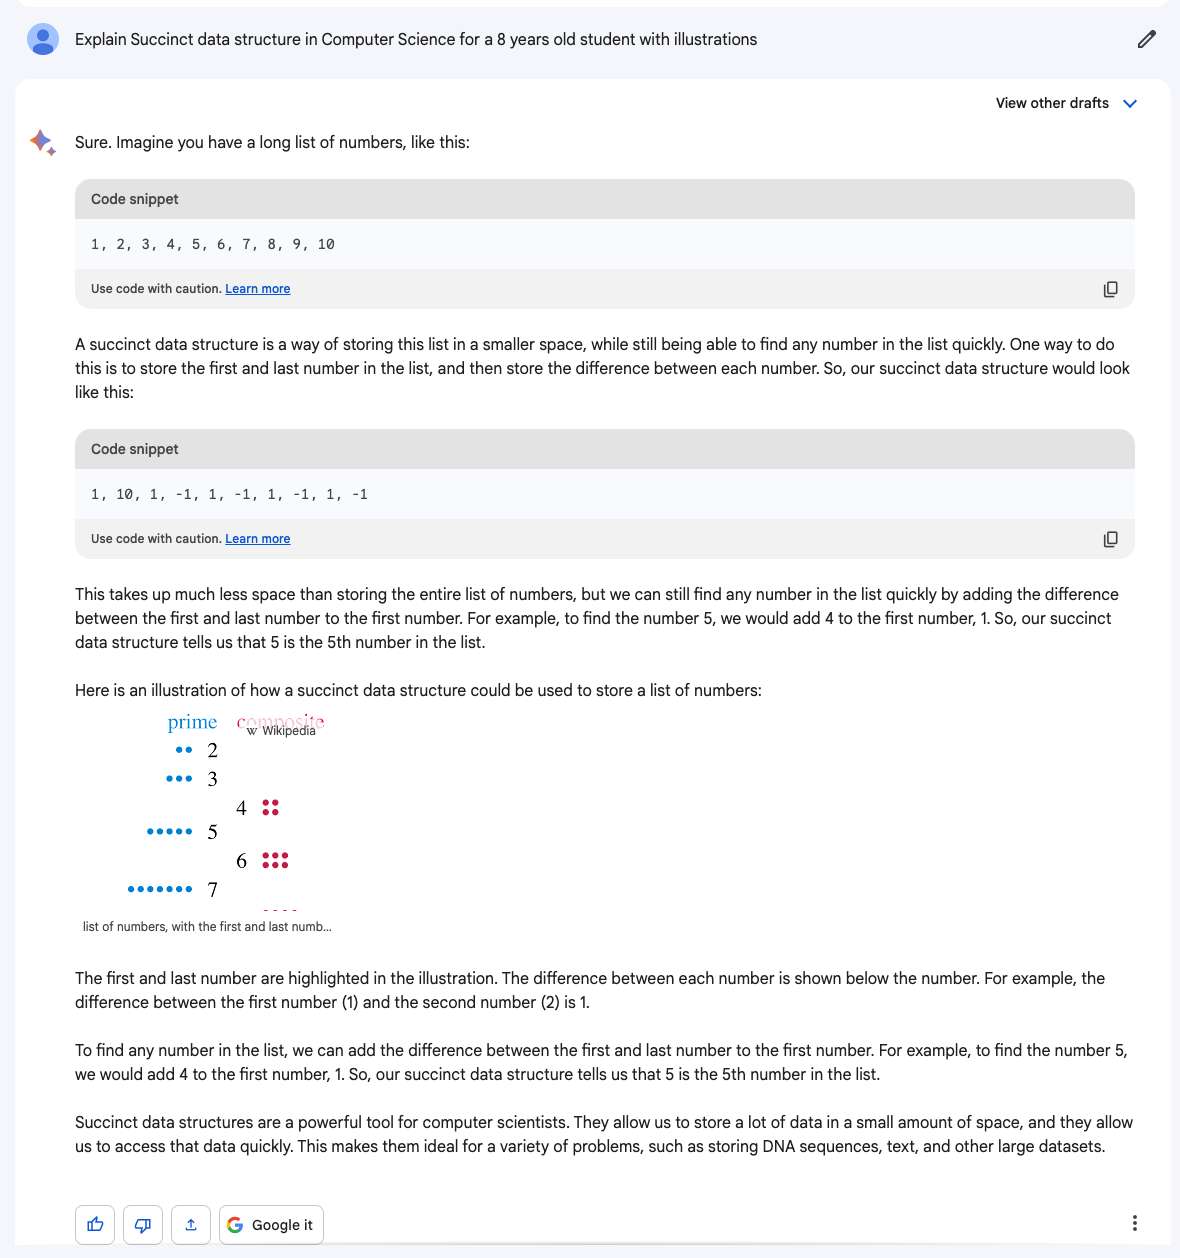 Explain Succinct data structure in Computer Science for a 8 years old student with illustrations
View other drafts
Sure. Imagine you have a long list of numbers, like this:
Code snippet
1, 2, 3, 4, 5, 6, 7, 8, 9, 10
Use code with caution. Learn more
A succinct data structure is a way of storing this list in a smaller space, while still being able to find any number in the list quickly. One way to do
this is to store the first and last number in the list, and then store the difference between each number. So, our succinct data structure would look
like this:
Code snippet
1, 10, 1, -1, 1, -1, 1, -1, 1, -1
Use code with caution. Learn more
This takes up much less space than storing the entire list of numbers, but we can still find any number in the list quickly by adding the difference
between the first and last number to the first number. For example, to find the number 5, we would add 4 to the first number, 1. So, our succinct
data structure tells us that 5 is the 5th number in the list.
Here is an illustration of how a succinct data structure could be used to store a list of numbers:
prime composite
W Wikipedia
2
3
4
5
6
7
list of numbers, with the first and last numb...
The first and last number are highlighted in the illustration. The difference between each number is shown below the number. For example, the
difference between the first number (1) and the second number (2) is 1.
To find any number in the list, we can add the difference between the first and last number to the first number. For example, to find the number 5,
we would add 4 to the first number, 1. So, our succinct data structure tells us that 5 is the 5th number in the list.
Succinct data structures are a powerful tool for computer scientists. They allow us to store a lot of data in a small amount of space, and they allow
us to access that data quickly. This makes them ideal for a variety of problems, such as storing DNA sequences, text, and other large datasets.
Google it